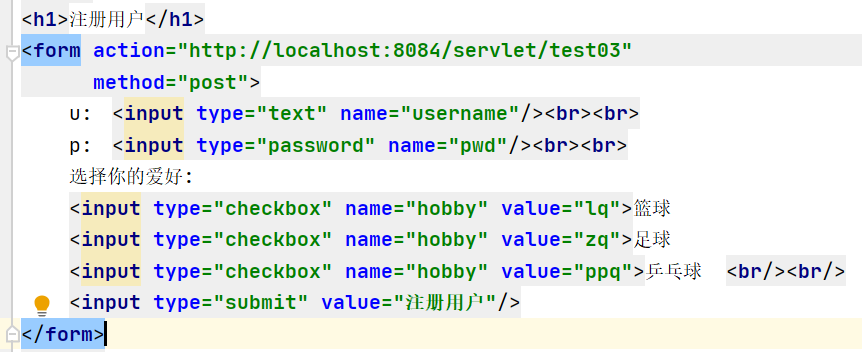 <h1>注册用户</h1>
<form action="http://localhost:8084/servlet/test03"
method="post">
u: <input type="text" name="username"/><br><br>
p: <input type="password" name="pwd"/><br><br>
选择你的爱好:
<input type="checkbox" name="hobby" value="lq">篮球
<input type="checkbox" name="hobby" value="zq">足球
<input type="checkbox" name="hobby" value="ppq">乒乓球 <br/><br/>
<input type="submit" value="注册用户"/>
</form>